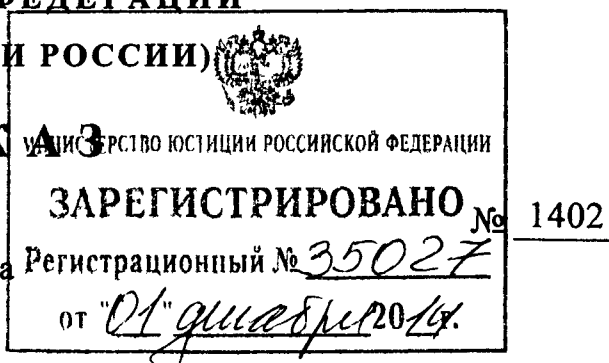 ФЕДЕРАЦИИ
И РОССИИ)
К А З
МИНИСТЕРСТВО ЮСТИЦИИ РОССИЙСКОЙ ФЕДЕРАЦИИ
ЗАРЕГИСТРИРОВАНО
№ 1402
а Регистрационный № 35027
от "01" декабря 2014г.